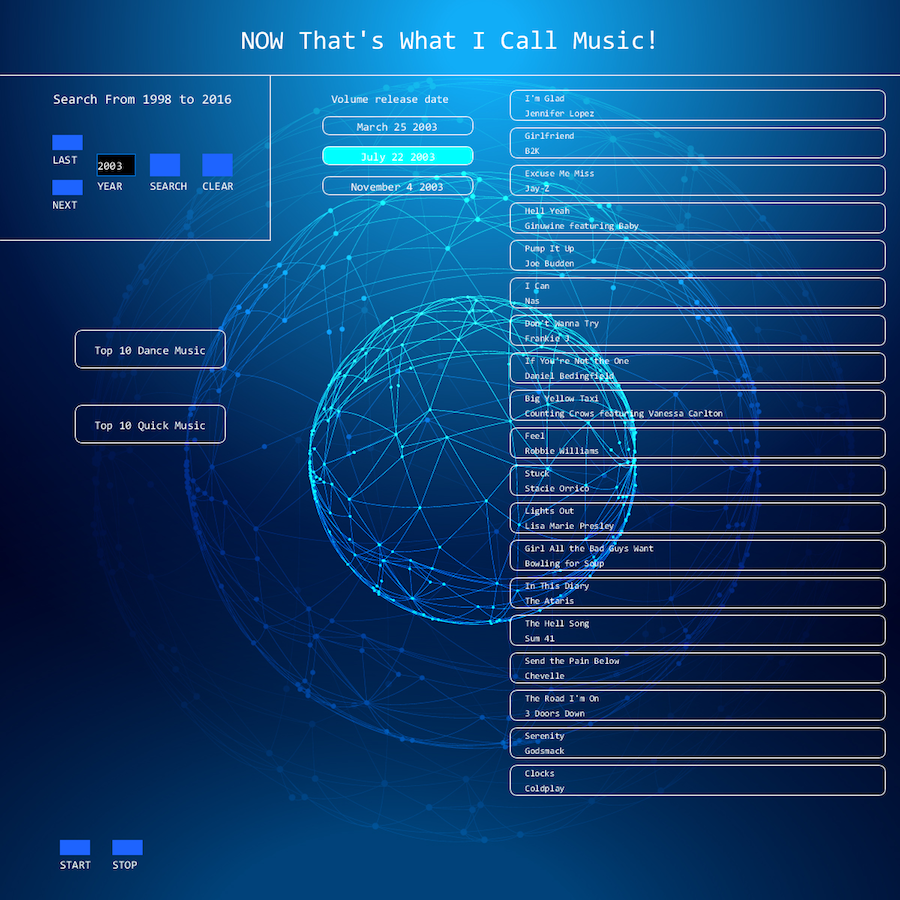 NOW That's What I Call Music!
Search From 1998 to 2016
LAST
2003
YEAR
SEARCH
CLEAR
NEXT
Top 10 Dance Music
Top 10 Quick Music
START
STOP
Volume release date
March 25 2003
July 22 2003
November 4 2003
I'm Glad
Jennifer Lopez
Girlfriend
B2K
Excuse Me Miss
Jay-Z
Hell Yeah
Ginuwine featuring Baby
Pump It Up
Joe Budden
I Can
Nas
Don't Wanna Try
Frankie J
If You're Not the One
Daniel Bedingfield
Big Yellow Taxi
Counting Crows featuring Vanessa Carlton
Feel
Robbie Williams
Stuck
Stacie Orrico
Lights Out
Lisa Marie Presley
Girl All the Bad Guys Want
Bowling for Soup
In This Diary
The Ataris
The Hell Song
Sum 41
Send the Pain Below
Chevelle
The Road I'm On
3 Doors Down
Serenity
Godsmack
Clocks
Coldplay